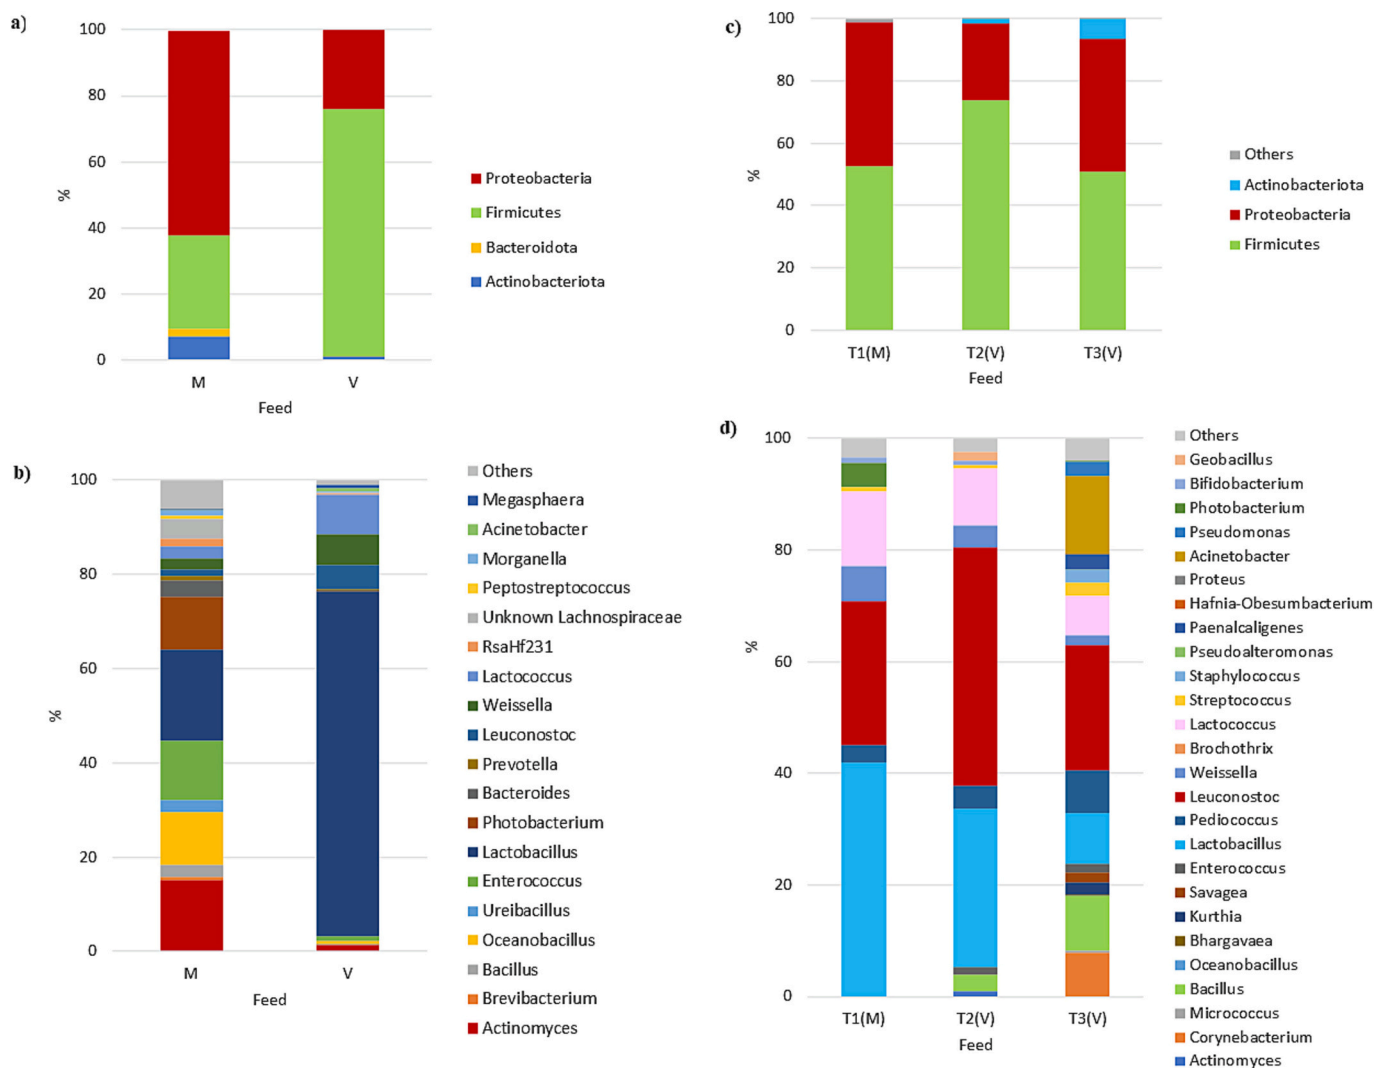 a)
100
80
60
40
20
0
%
M
V
Feed
Proteobacteria
Firmicutes
Bacteroidota
Actinobacteriota
c)
100
80
60
40
20
0
%
T1(M)
T2(V)
T3(V)
Feed
Others
Actinobacteriota
Proteobacteria
Firmicutes
b)
100
80
60
40
20
0
%
M
V
Feed
Others
Megasphaera
Acinetobacter
Morganella
Peptostreptococcus
Unknown Lachnospiraceae
RsaHf231
Lactococcus
Weissella
Leuconostoc
Prevotella
Bacteroides
Photobacterium
Lactobacillus
Enterococcus
Ureibacillus
Oceanobacillus
Bacillus
Brevibacterium
Actinomyces
d)
100
80
60
40
20
0
%
T1(M)
T2(V)
T3(V)
Feed
Others
Geobacillus
Bifidobacterium
Photobacterium
Pseudomonas
Acinetobacter
Proteus
Hafnia-Obesumbacterium
Paenalcaligenes
Pseudoalteromonas
Staphylococcus
Streptococcus
Lactococcus
Brochothrix
Weissella
Leuconostoc
Pediococcus
Lactobacillus
Enterococcus
Savagea
Kurthia
Bhargavaea
Oceanobacillus
Bacillus
Micrococcus
Corynebacterium
Actinomyces